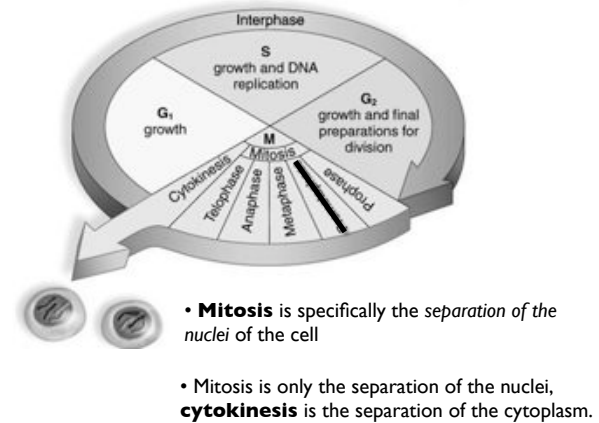 Interphase
S
growth and DNA
replication
G₁
growth
G₂
growth and final
preparations for
division
M
Mitosis
Cytokinesis
Telophase
Anaphase
Metaphase
Prophase
• Mitosis is specifically the separation of the
nuclei of the cell
• Mitosis is only the separation of the nuclei,
cytokinesis is the separation of the cytoplasm.